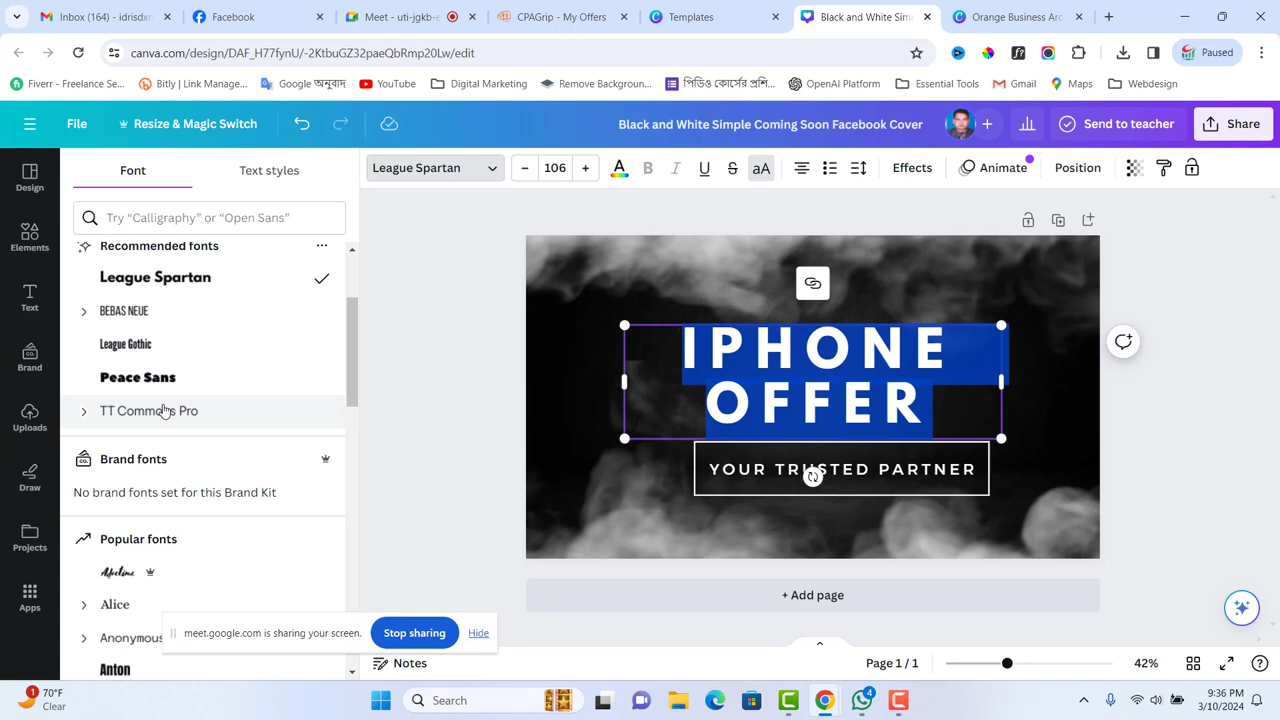 Inbox (140) - idrisdx
Facebook
Meet - uti-jgkb-e
CPAGrip - My Offers
Templates
Black and White Sim
Orange Business Arc
canva.com/design/DAF_H77fynU/-2KtbuGZ32paeQbRmp20Lw/edit
Paused
Fiverr - Freelance Se...
Bitly | Link Manage...
Google অনুবাদ
YouTube
Digital Marketing
Remove Background...
পিডিও কোর্সের প্রশি...
OpenAI Platform
Essential Tools
Gmail
Maps
Webdesign
File
Resize & Magic Switch
Black and White Simple Coming Soon Facebook Cover
Send to teacher
Share
Design
Elements
Text
Brand
Uploads
Draw
Projects
Apps
Font
Text styles
League Spartan
106
B
I
U
S
aA
Effects
Animate
Position
Try “Calligraphy” or “Open Sans”
Recommended fonts
League Spartan
BEBAS NEUE
League Gothic
Peace Sans
TT Commons Pro
Brand fonts
No brand fonts set for this Brand Kit
Popular fonts
Alice
Anonymous
Anton
IPHONE
OFFER
YOUR TRUSTED PARTNER
+ Add page
meet.google.com is sharing your screen.
Stop sharing
Hide
Notes
Page 1 / 1
42%
1
70°F
Clear
Search
4
9:36 PM
3/10/2024